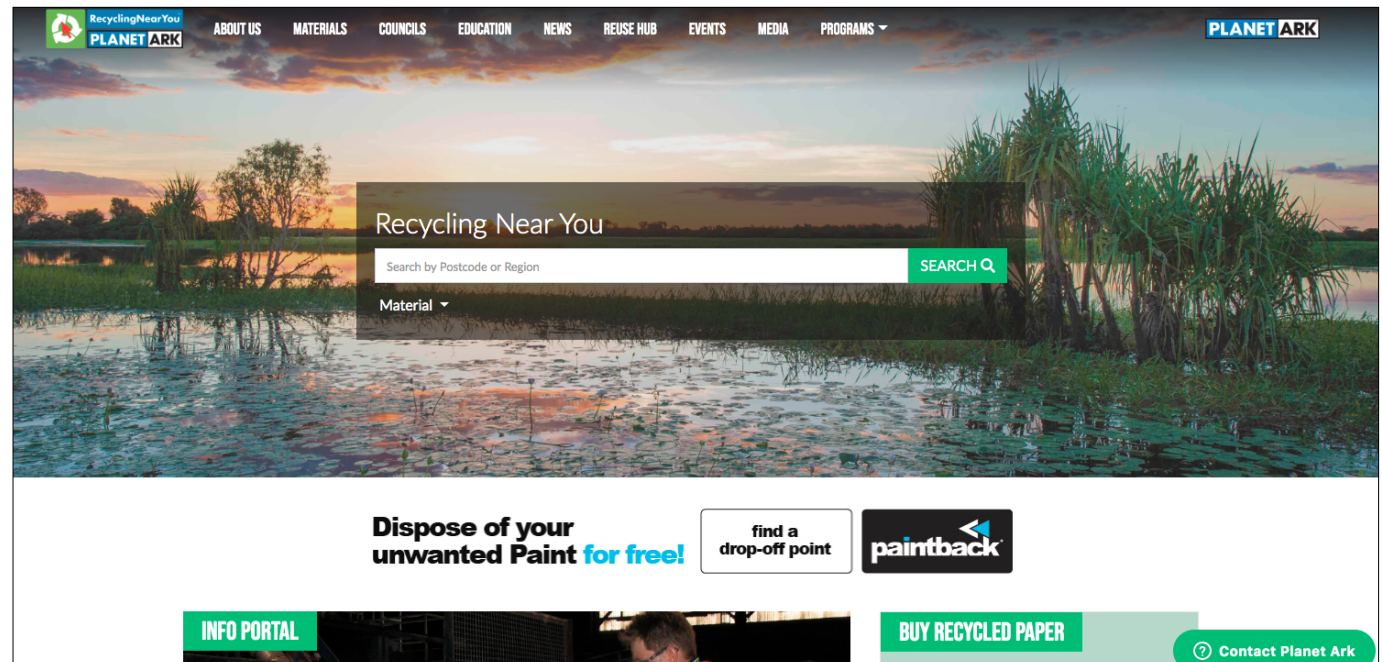 RecyclingNearYou
PLANET ARK
ABOUT US MATERIALS COUNCILS EDUCATION NEWS REUSE HUB EVENTS MEDIA PROGRAMS
PLANET ARK
Recycling Near You
Search by Postcode or Region
SEARCH
Material
Dispose of your
unwanted Paint for free!
find a
drop-off point
paintback
INFO PORTAL
BUY RECYCLED PAPER
Contact Planet Ark